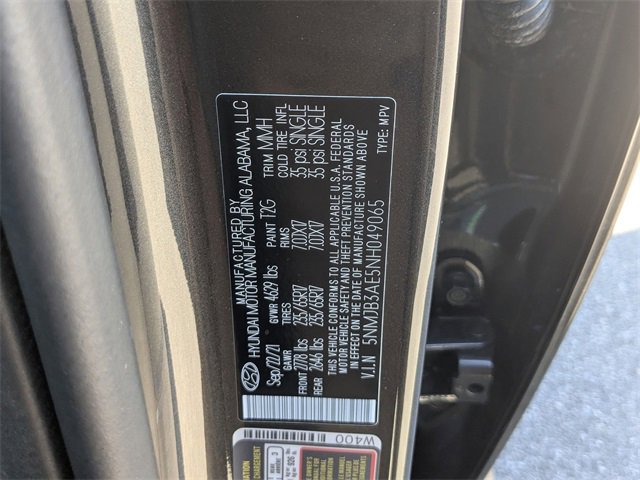 MANUFACTURED BY
HYUNDAI MOTOR MANUFACTURING ALABAMA, LLC
Sep/22/21 GVWR 4629 lbs PAINT T2G TRIM MMH
GAWR TIRES RIMS COLD TIRE INFL
FRONT 2778 lbs 235/65R17 7.0JX17 35 psi SINGLE
REAR 2646 lbs 235/65R17 7.0JX17 35 psi SINGLE
THIS VEHICLE CONFORMS TO ALL APPLICABLE U.S.A. FEDERAL
MOTOR VEHICLE SAFETY AND THEFT PREVENTION STANDARDS
IN EFFECT ON THE DATE OF MANUFACTURE SHOWN ABOVE
V.I.N 5NMJB3AE5NH049065 TYPE: MPV
W400